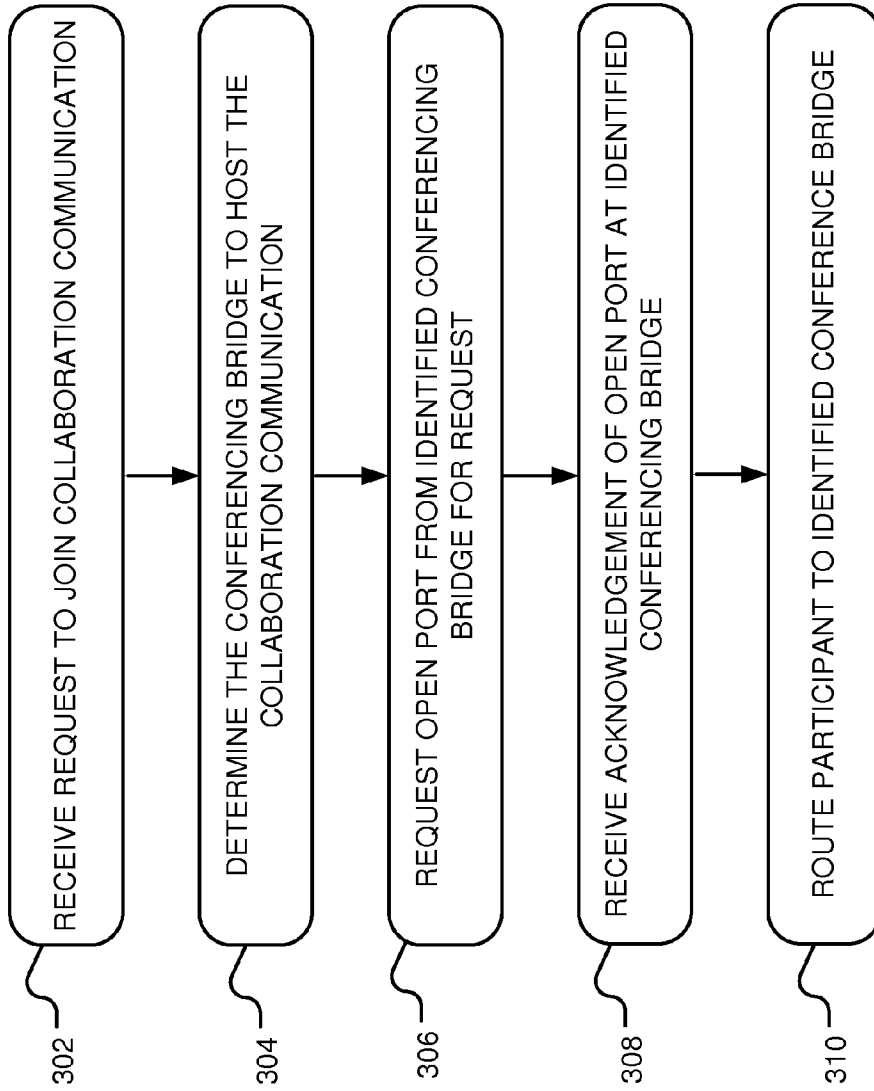 302
RECEIVE REQUEST TO JOIN COLLABORATION COMMUNICATION
304
DETERMINE THE CONFERENCING BRIDGE TO HOST THE
COLLABORATION COMMUNICATION
306
REQUEST OPEN PORT FROM IDENTIFIED CONFERENCING
BRIDGE FOR REQUEST
308
RECEIVE ACKNOWLEDGEMENT OF OPEN PORT AT IDENTIFIED
CONFERENCING BRIDGE
310
ROUTE PARTICIPANT TO IDENTIFIED CONFERENCE BRIDGE